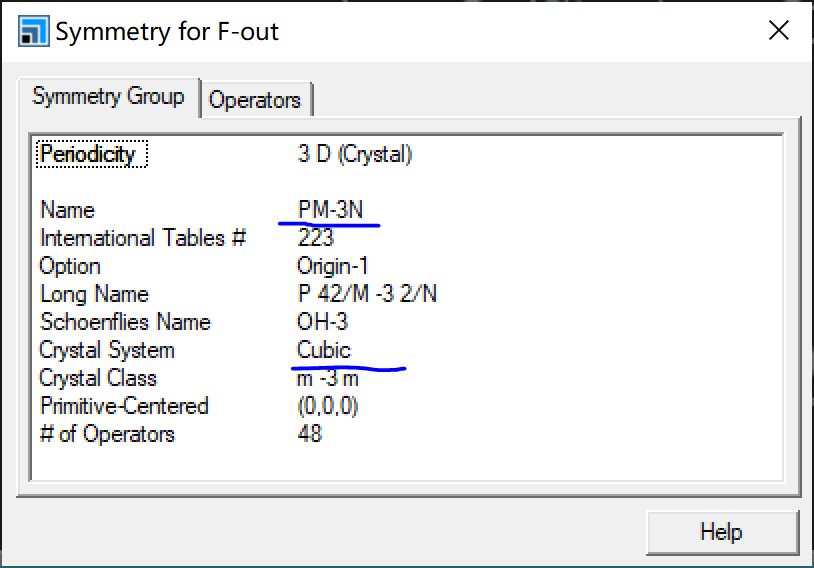 Symmetry for F-out
Symmetry Group Operators
Periodicity 3 D (Crystal)
Name PM-3N
International Tables # 223
Option Origin-1
Long Name P 42/M -3 2/N
Schoenflies Name OH-3
Crystal System Cubic
Crystal Class m -3 m
Primitive-Centered (0,0,0)
# of Operators 48
Help